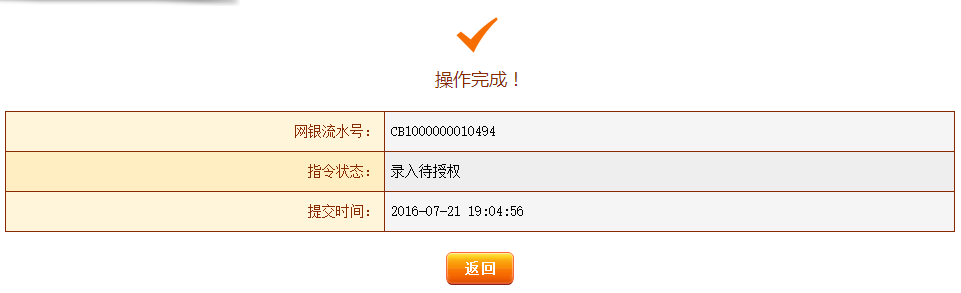 操作完成！
网银流水号： CB1000000010494
指令状态： 录入待授权
提交时间： 2016-07-21 19:04:56
返回